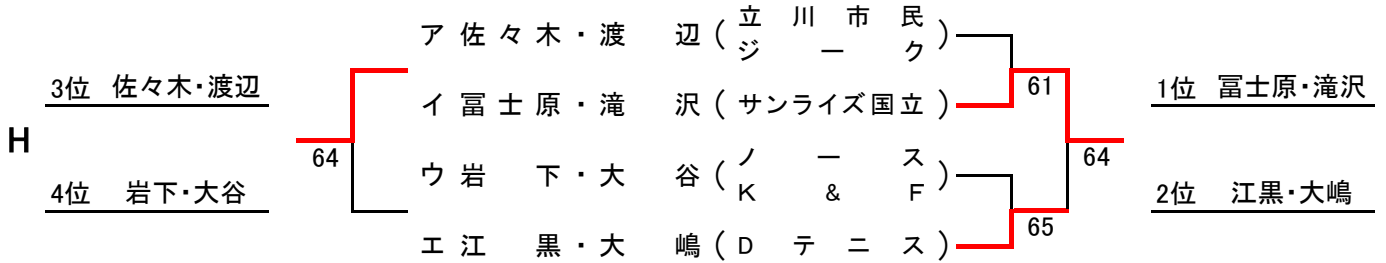 H
3位 佐々木・渡辺
4位 岩下・大谷
64
ア 佐々木・渡 辺 (立川市民 ジーク)
イ 冨士原・滝 沢 (サンライズ国立)
ウ 岩 下・大 谷 (ノース K & F)
エ 江 黒・大 嶋 (Dテニス)
61
65
64
1位 冨士原・滝沢
2位 江黒・大嶋